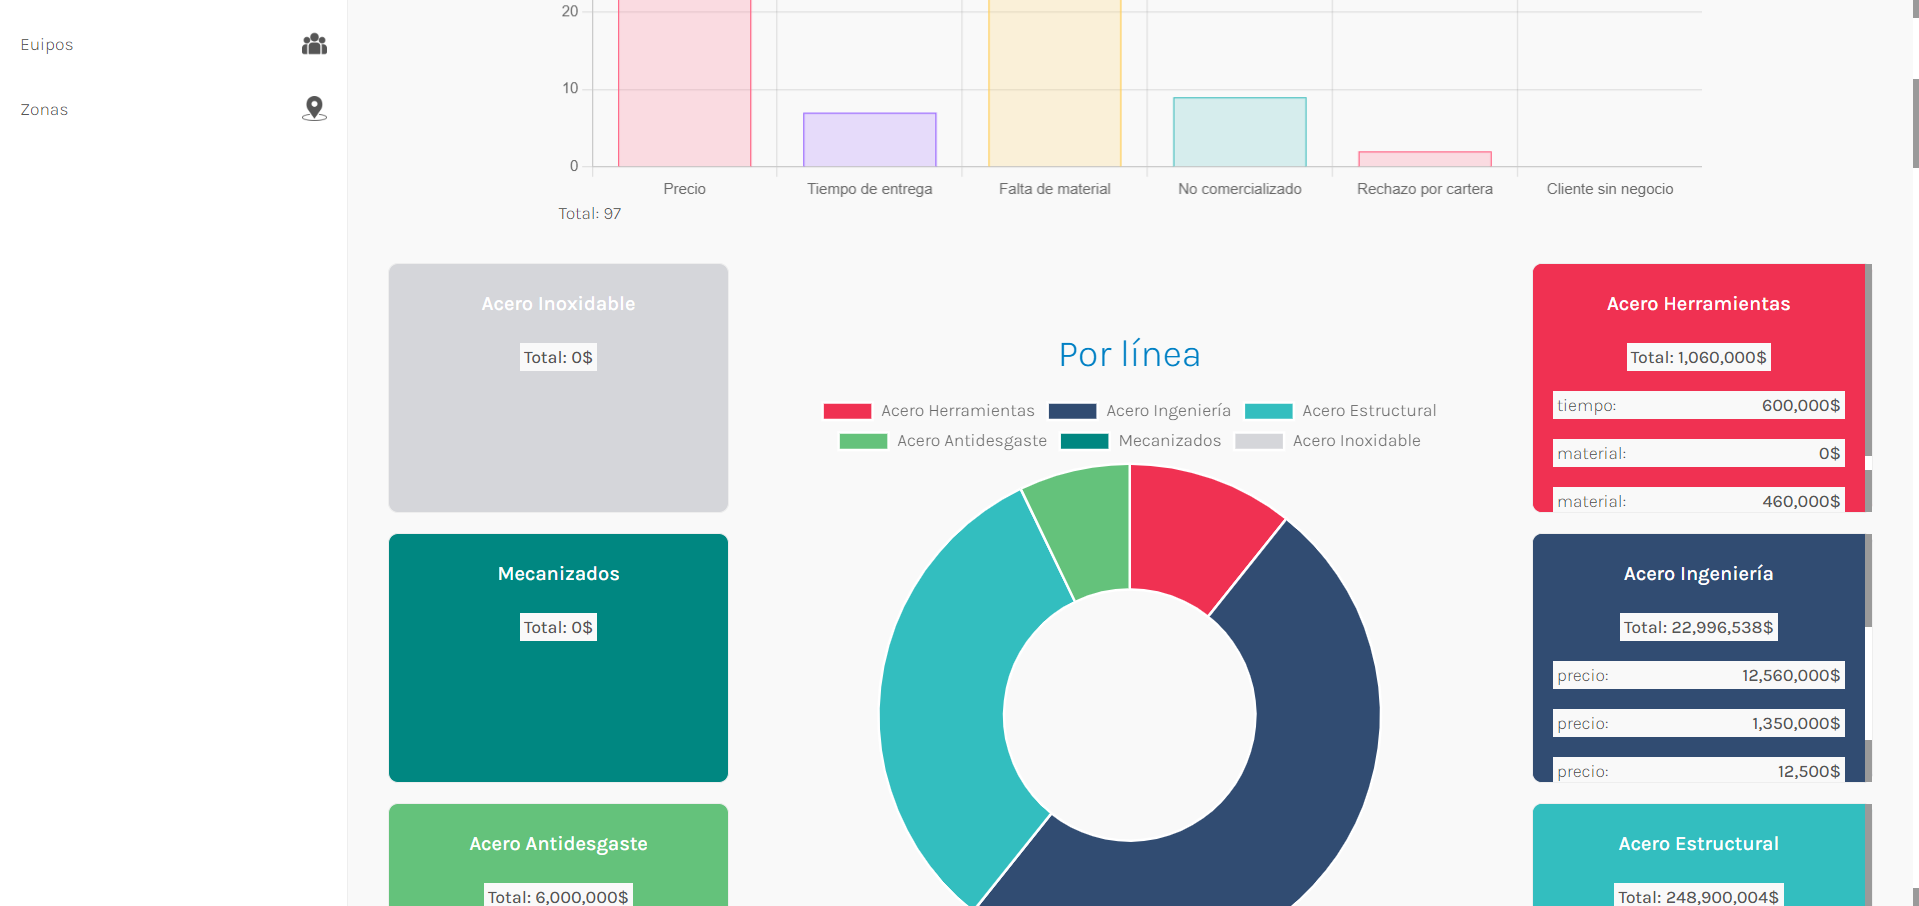 Euipos
Zonas
20
10
0
Precio
Tiempo de entrega
Falta de material
No comercializado
Rechazo por cartera
Cliente sin negocio
Total: 97
Acero Inoxidable
Total: 0$
Mecanizados
Total: 0$
Acero Antidesgaste
Total: 6,000,000$
Por línea
Acero Herramientas Acero Ingeniería Acero Estructural
Acero Antidesgaste Mecanizados Acero Inoxidable
Acero Herramientas
Total: 1,060,000$
tiempo: 600,000$
material: 0$
material: 460,000$
Acero Ingeniería
Total: 22,996,538$
precio: 12,560,000$
precio: 1,350,000$
precio: 12,500$
Acero Estructural
Total: 248,900,004$